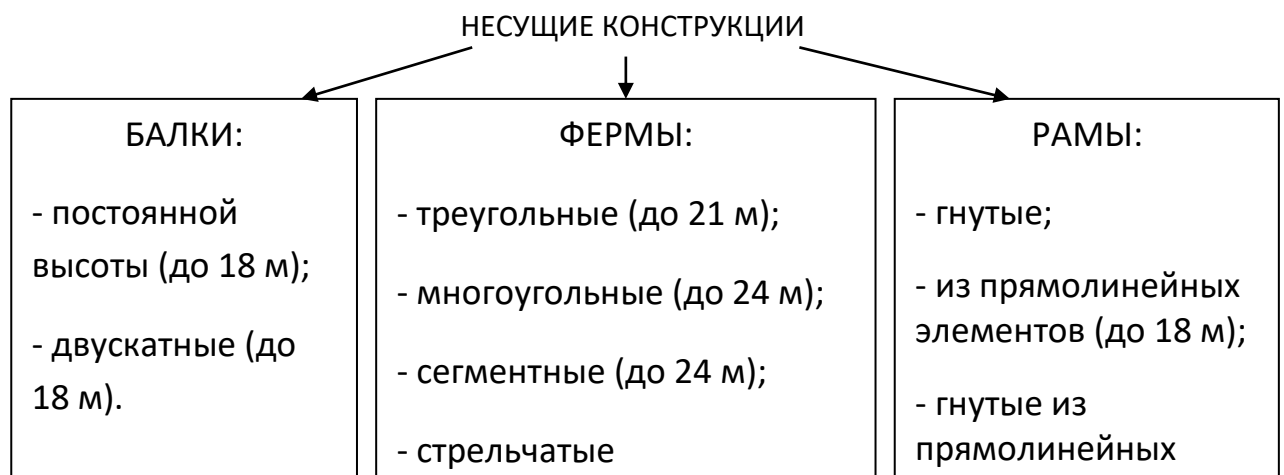 НЕСУЩИЕ КОНСТРУКЦИИ
БАЛКИ:
- постоянной
высоты (до 18 м);
- двускатные (до
18 м).
ФЕРМЫ:
- треугольные (до 21 м);
- многоугольные (до 24 м);
- сегментные (до 24 м);
- стрельчатые
РАМЫ:
- гнутые;
- из прямолинейных
элементов (до 18 м);
- гнутые из
прямолинейных